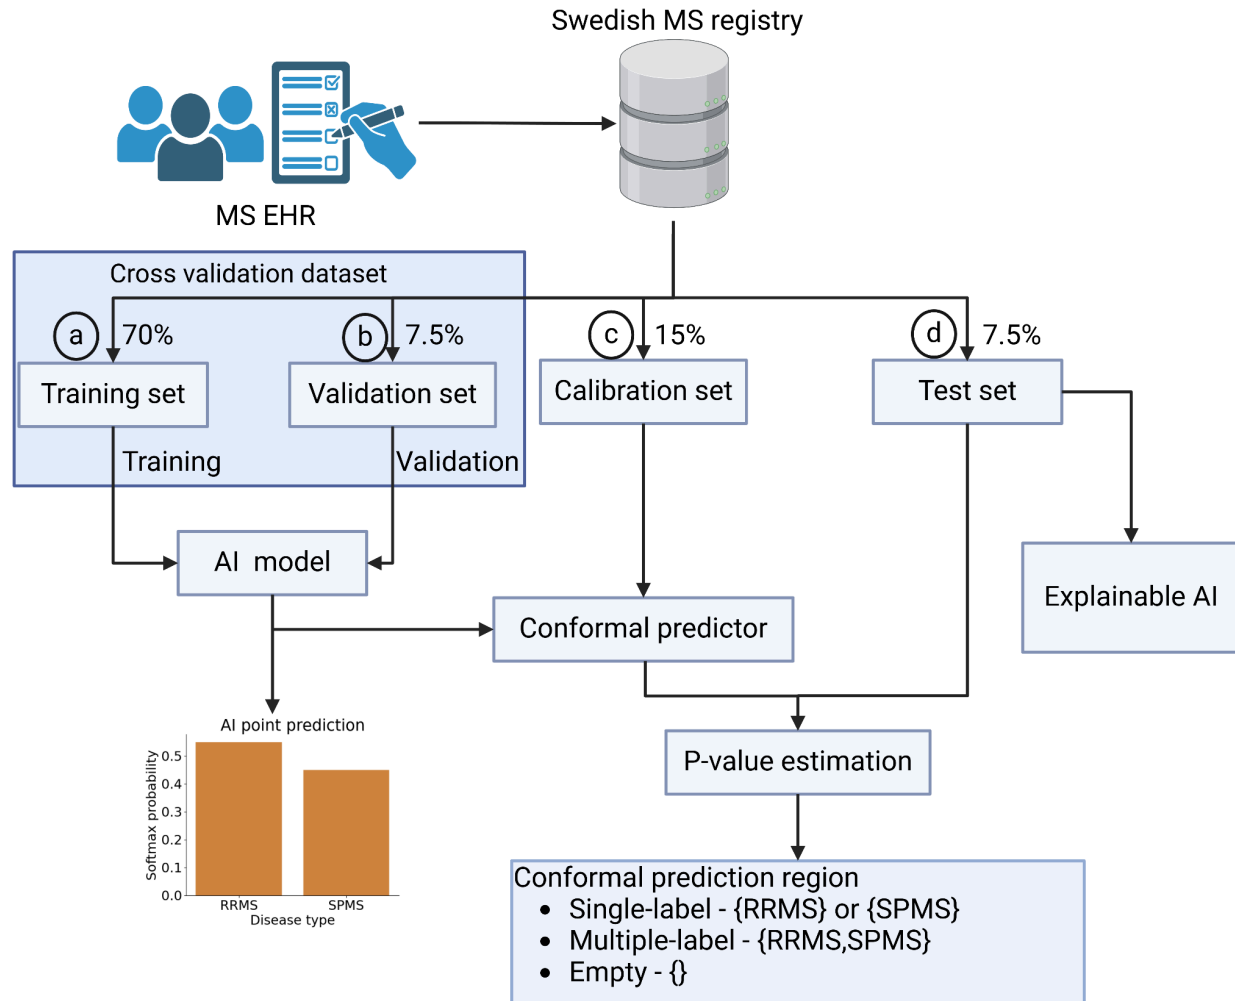 Swedish MS registry
MS EHR
Cross validation dataset
a 70%
b 7.5%
c 15%
d 7.5%
Training set
Validation set
Calibration set
Test set
Training
Validation
AI model
Explainable AI
Conformal predictor
AI point prediction
Softmax probability
0.5
0.4
0.3
0.2
0.1
0.0
RRMS
SPMS
Disease type
P-value estimation
Conformal prediction region
• Single-label - {RRMS} or {SPMS}
• Multiple-label - {RRMS,SPMS}
• Empty - {}